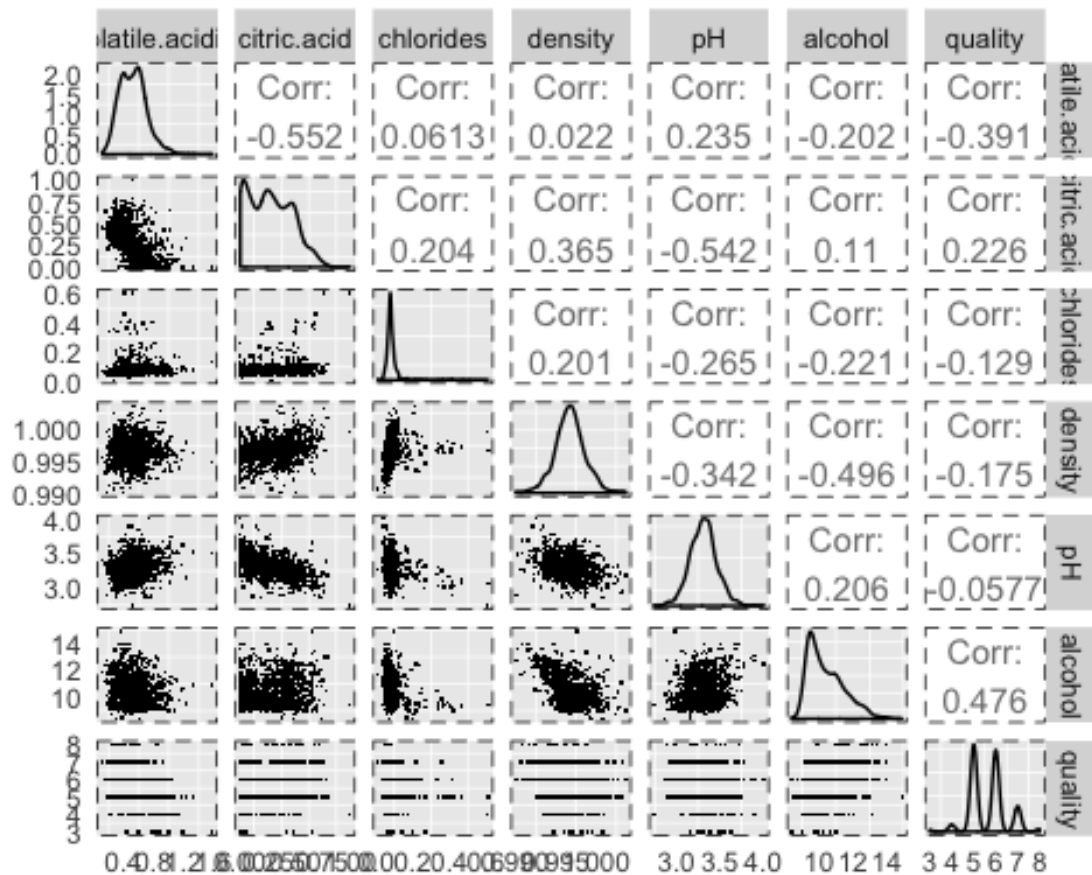 citric.acid chlorides density pH alcohol quality
2.0
1.5 Corr: Corr: Corr: Corr: Corr: Corr:
1.0
0.5 -0.552 0.0613 0.022 0.235 -0.202 -0.391
0.0
1.00
0.75 Corr: Corr: Corr: Corr: Corr:
0.50
0.25 0.204 0.365 -0.542 0.11 0.226
0.00
0.6 chlorides
0.4 Corr: Corr: Corr: Corr:
0.2 0.201 -0.265 -0.221 -0.129
0.0
density
1.000 Corr: Corr: Corr:
0.995 -0.342 -0.496 -0.175
0.990
4.0 pH
3.5 Corr: Corr:
3.0 0.206 -0.0577
14 alcohol
12 Corr:
10 0.476
8 quality
7
6
5
4
3
0.4 0.8 1.2 3.0 3.5 4.0 10 12 14 3 4 5 6 7 8